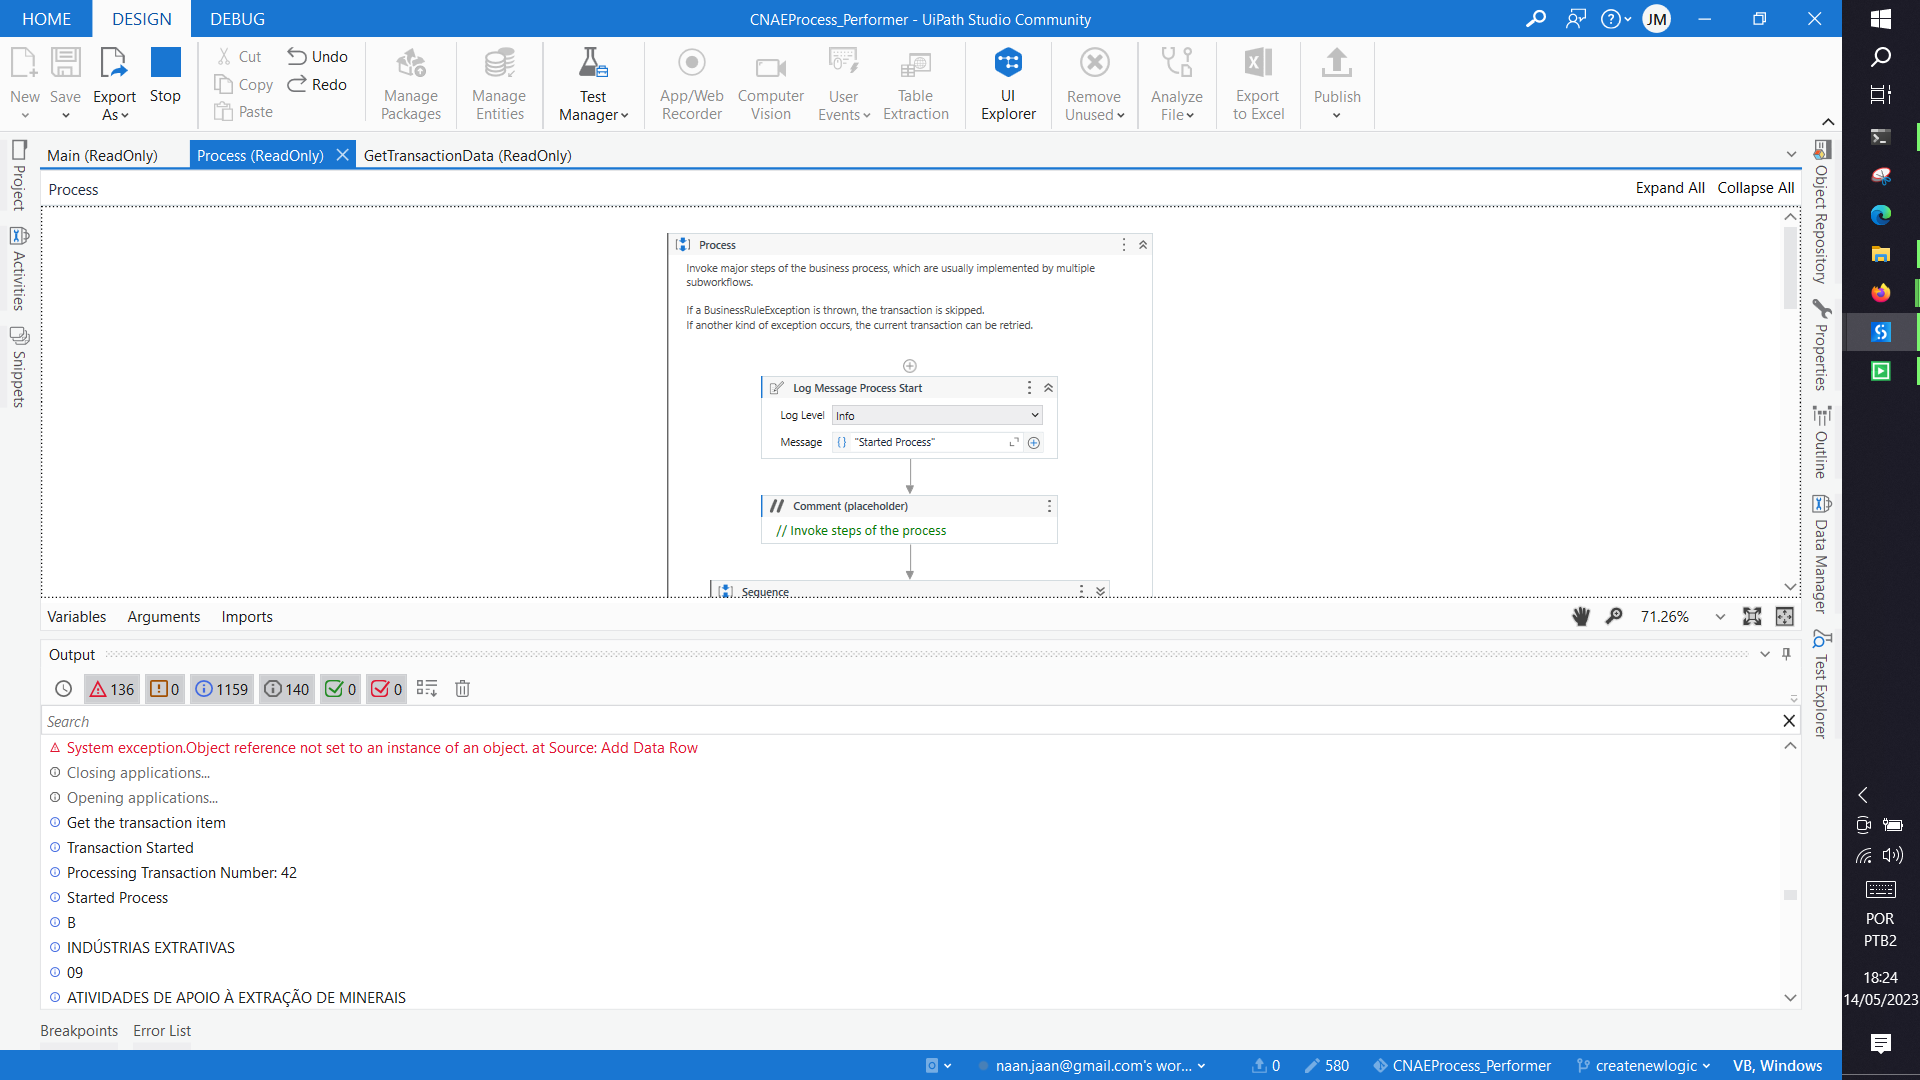 HOME
DESIGN
DEBUG
CNAEProcess_Performer - UiPath Studio Community
JM
New
Save
Export
As
Stop
Cut
Copy
Paste
Undo
Redo
Manage
Packages
Manage
Entities
Test
Manager
App/Web
Recorder
Computer
Vision
User
Events
Table
Extraction
UI
Explorer
Remove
Unused
Analyze
File
Export
to Excel
Publish
Main (ReadOnly)
Process (ReadOnly)
GetTransactionData (ReadOnly)
Project
Activities
Snippets
Process
Expand All
Collapse All
Process
Invoke major steps of the business process, which are usually implemented by multiple
subworkflows.
If a BusinessRuleException is thrown, the transaction is skipped.
If another kind of exception occurs, the current transaction can be retried.
Log Message Process Start
Log Level
Info
Message
"Started Process"
Comment (placeholder)
// Invoke steps of the process
Sequence
Object Repository
Properties
Outline
Data Manager
Test Explorer
Variables
Arguments
Imports
71.26%
Output
136
0
1159
140
0
0
Search
System exception.Object reference not set to an instance of an object. at Source: Add Data Row
Closing applications...
Opening applications...
Get the transaction item
Transaction Started
Processing Transaction Number: 42
Started Process
B
INDÚSTRIAS EXTRATIVAS
09
ATIVIDADES DE APOIO À EXTRAÇÃO DE MINERAIS
Breakpoints
Error List
naan.jaan@gmail.com's wor...
0
580
CNAEProcess_Performer
createnewlogic
VB, Windows
POR
PTB2
18:24
14/05/2023